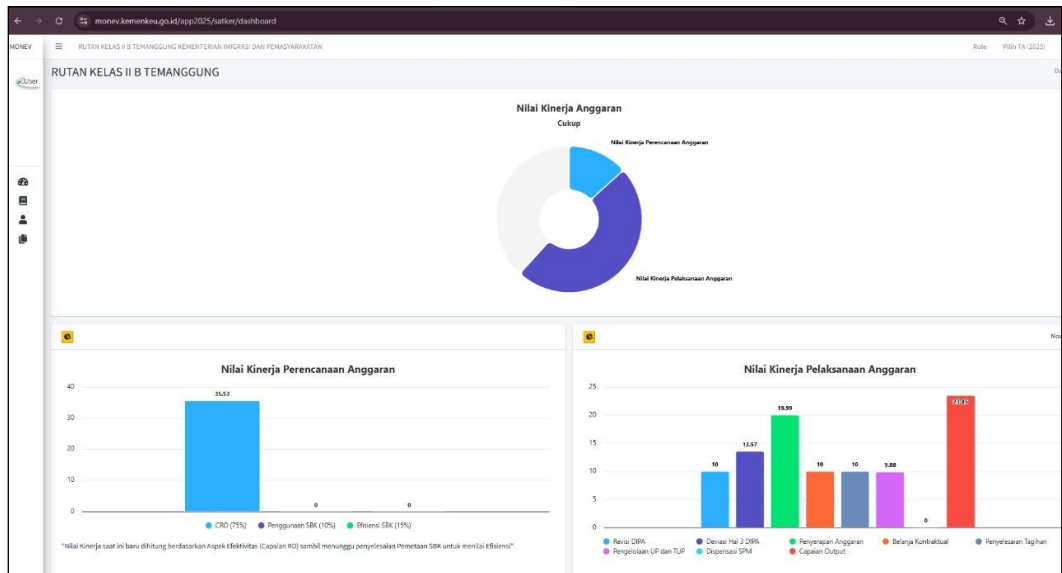 monev.kemenkeu.go.id/app2025/satker/dashboard
MONEV
RUTAN KELAS II B TEMANGGUNG KEMENTERIAN IMIGRASI DAN PEMASYARAKATAN
Role
Pilih TA (2025)
User
RUTAN KELAS II B TEMANGGUNG
Nilai Kinerja Anggaran
Cukup
Nilai Kinerja Perencanaan Anggaran
Nilai Kinerja Pelaksanaan Anggaran
Nilai Kinerja Perencanaan Anggaran
40
30
20
10
0
35.53
0
0
CRO (75%)
Penggunaan SBK (10%)
Efisiensi SBK (15%)
"Nilai Kinerja saat ini baru dihitung berdasarkan Aspek Efektivitas (Capaian RO) sambil menunggu penyelesaian Pemetaan SBK untuk menilai Efisiensi"
Nilai Kinerja Pelaksanaan Anggaran
25
20
15
10
5
0
10
13.57
19.99
10
10
9.88
0
Revisi DIPA
Deviasi Hal 3 DIPA
Penyerapan Anggaran
Belanja Kontraktual
Penyelesaian Tagihan
Pengelolaan UP dan TUP
Dispensasi SPM
Capaian Output